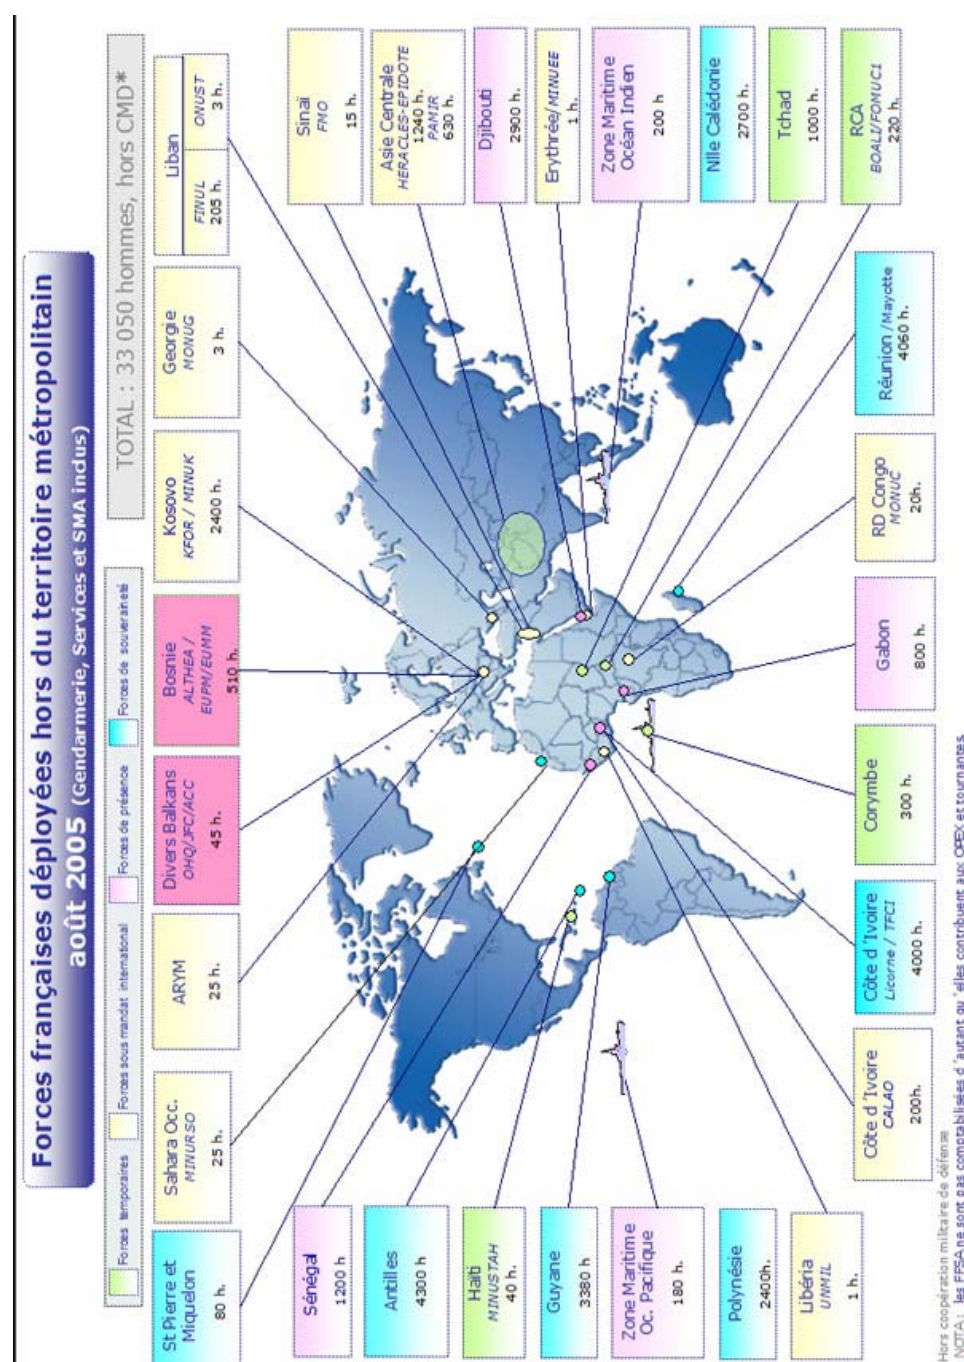 Forces françaises déployées hors du territoire métropolitain
août 2005 (Gendarmerie, Services et SMA inclus)
Forces temporaires
Forces sous mandat international
Forces de présence
Forces de souveraineté
TOTAL : 33 050 hommes, hors CMD*
St Pierre et
Miquelon
80 h.
Sahara Occ.
MINURSO
25 h.
ARYM
25 h.
Divers Balkans
OHQ/JFC/ACC
45 h.
Bosnie
ALTHEA /
EUPM/EUMM
510 h.
Kosovo
KFOR / MINUK
2400 h.
Georgie
MONUG
3 h.
Liban
FINUL
205 h.
ONUST
3 h.
Sénégal
1200 h
Antilles
4300 h
Haïti
MINUSTAH
40 h.
Guyane
3380 h
Zone Maritime
Oc. Pacifique
180 h.
Polynésie
2400h.
Libéria
UNMIL
1 h.
Sinaï
FMO
15 h.
Asie Centrale
HERACLES-EPIDOTE
1240 h.
PAMIR
630 h.
Djibouti
2900 h.
Erythrée/MINUEE
1 h.
Zone Maritime
Océan Indien
200 h
Nlle Calédonie
2700 h.
Tchad
1000 h.
RCA
BOALI/FOMUC1
220 h.
Côte d'Ivoire
CALAO
200h.
Côte d'Ivoire
Licorne / TFCI
4000 h.
Corymbe
300 h.
Gabon
800 h.
RD Congo
MONUC
20h.
Réunion /Mayotte
4060 h.
Hors coopération militaire de défense
NOTA : les FPSA ne sont pas comptabilisées d'autant qu'elles contribuent aux OPEX et tournantes.